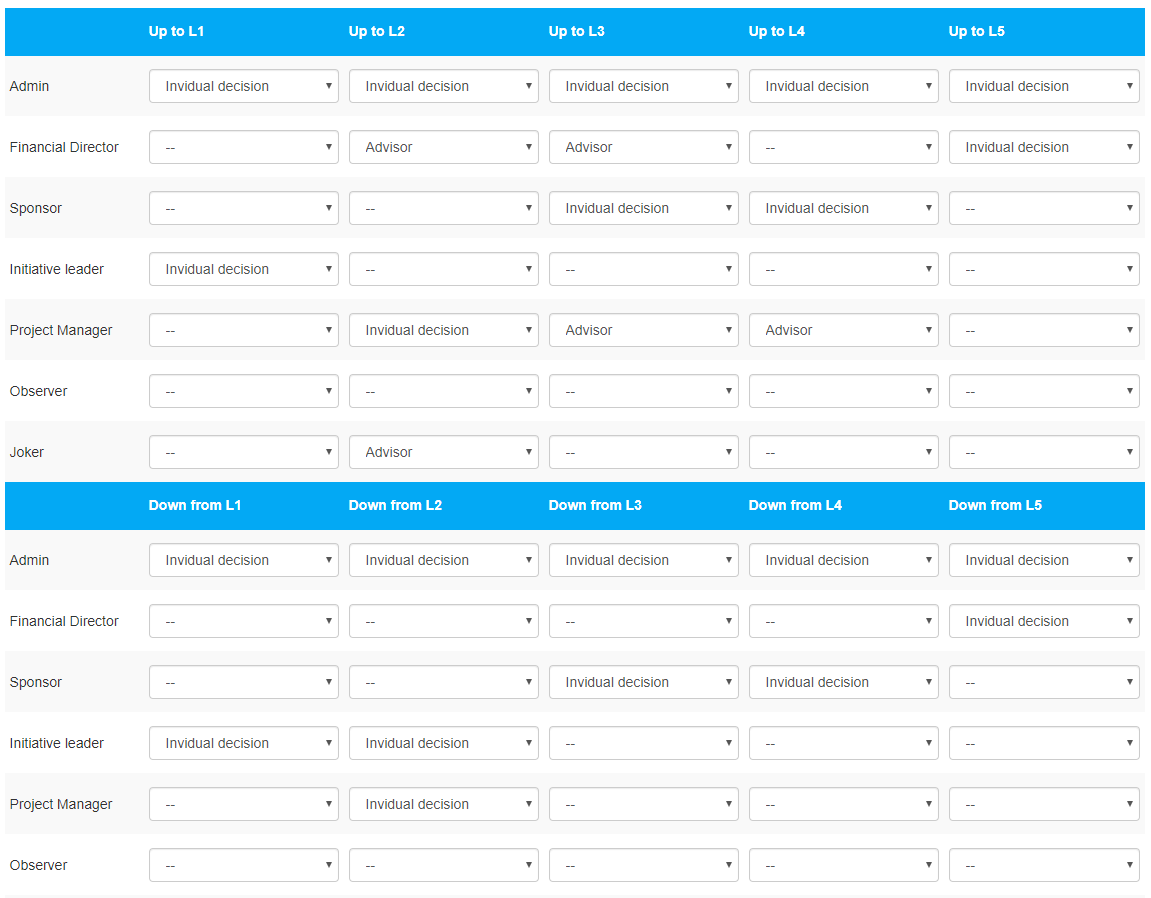 Up to L1 Up to L2 Up to L3 Up to L4 Up to L5
Admin Invidual decision Invidual decision Invidual decision Invidual decision Invidual decision
Financial Director -- Advisor Advisor -- Invidual decision
Sponsor -- -- Invidual decision Invidual decision --
Initiative leader Invidual decision -- -- -- --
Project Manager -- Invidual decision Advisor Advisor --
Observer -- -- -- -- --
Joker -- Advisor -- -- --
Down from L1 Down from L2 Down from L3 Down from L4 Down from L5
Admin Invidual decision Invidual decision Invidual decision Invidual decision Invidual decision
Financial Director -- -- -- -- Invidual decision
Sponsor -- -- Invidual decision Invidual decision --
Initiative leader Invidual decision Invidual decision -- -- --
Project Manager -- Invidual decision -- -- --
Observer -- -- -- -- --